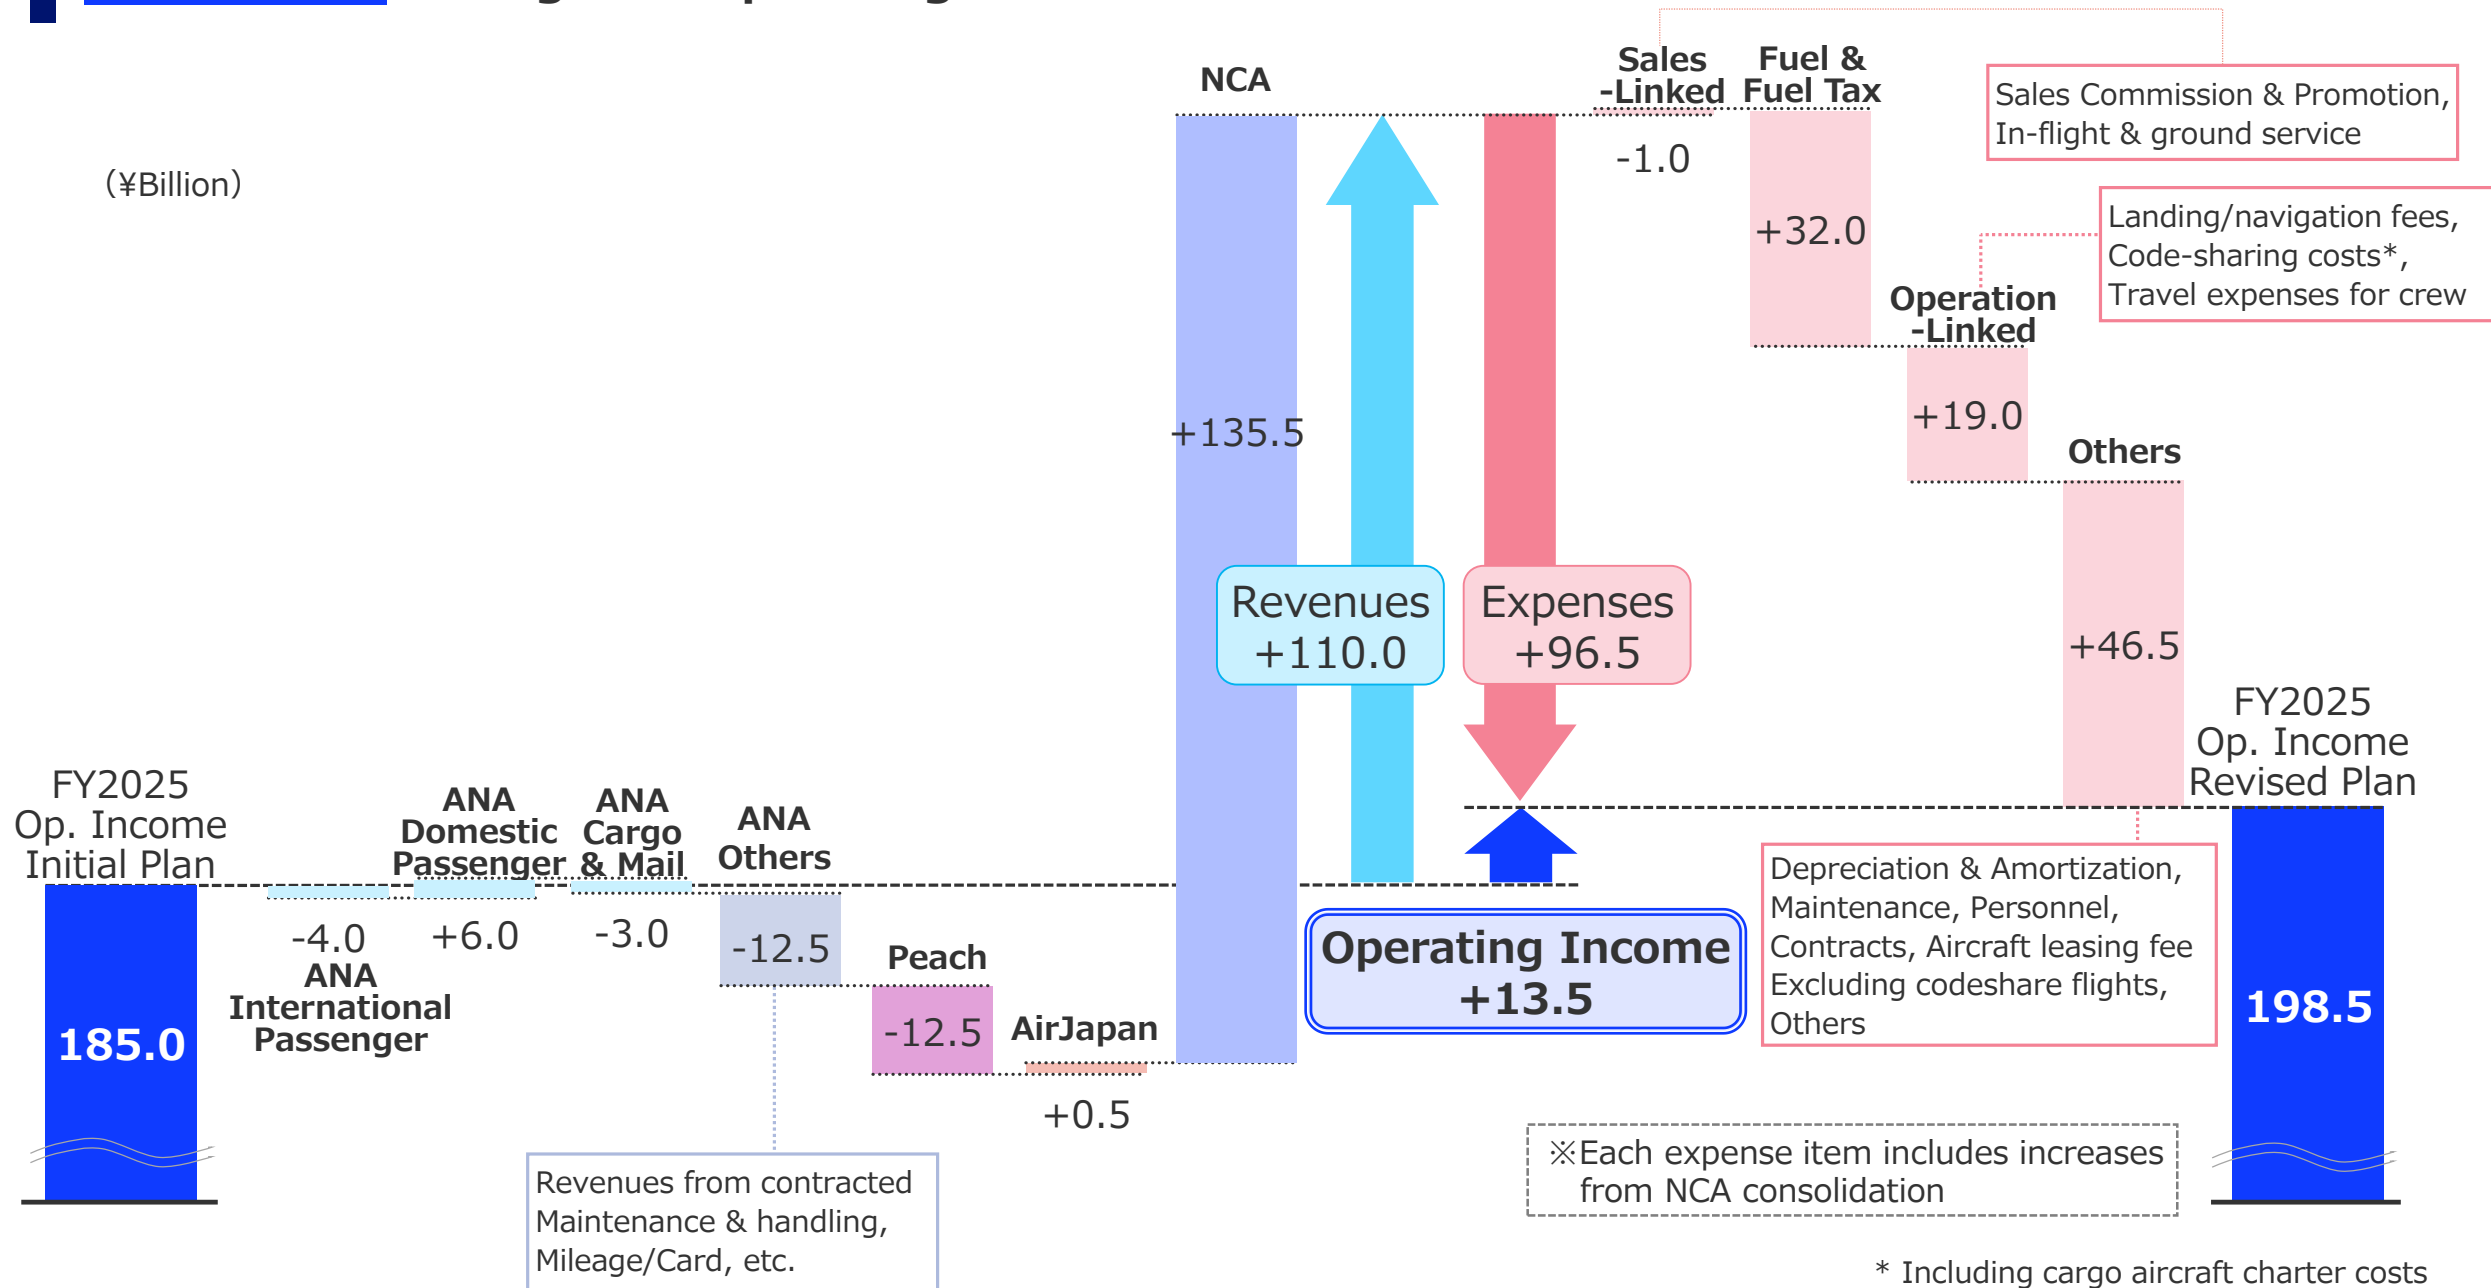 (¥Billion)
FY2025
Op. Income
Initial Plan
185.0
-4.0
ANA
International
Passenger
ANA
Domestic
Passenger
+6.0
ANA
Cargo
& Mail
-3.0
ANA
Others
-12.5
Revenues from contracted
Maintenance & handling,
Mileage/Card, etc.
Peach
-12.5
AirJapan
+0.5
NCA
+135.5
Revenues
+110.0
Expenses
+96.5
Operating Income
+13.5
Sales
-Linked
-1.0
Sales Commission & Promotion,
In-flight & ground service
Fuel &
Fuel Tax
+32.0
Landing/navigation fees,
Code-sharing costs*,
Travel expenses for crew
Operation
-Linked
+19.0
Others
+46.5
Depreciation & Amortization,
Maintenance, Personnel,
Contracts, Aircraft leasing fee
Excluding codeshare flights,
Others
FY2025
Op. Income
Revised Plan
198.5
※Each expense item includes increases
from NCA consolidation
* Including cargo aircraft charter costs